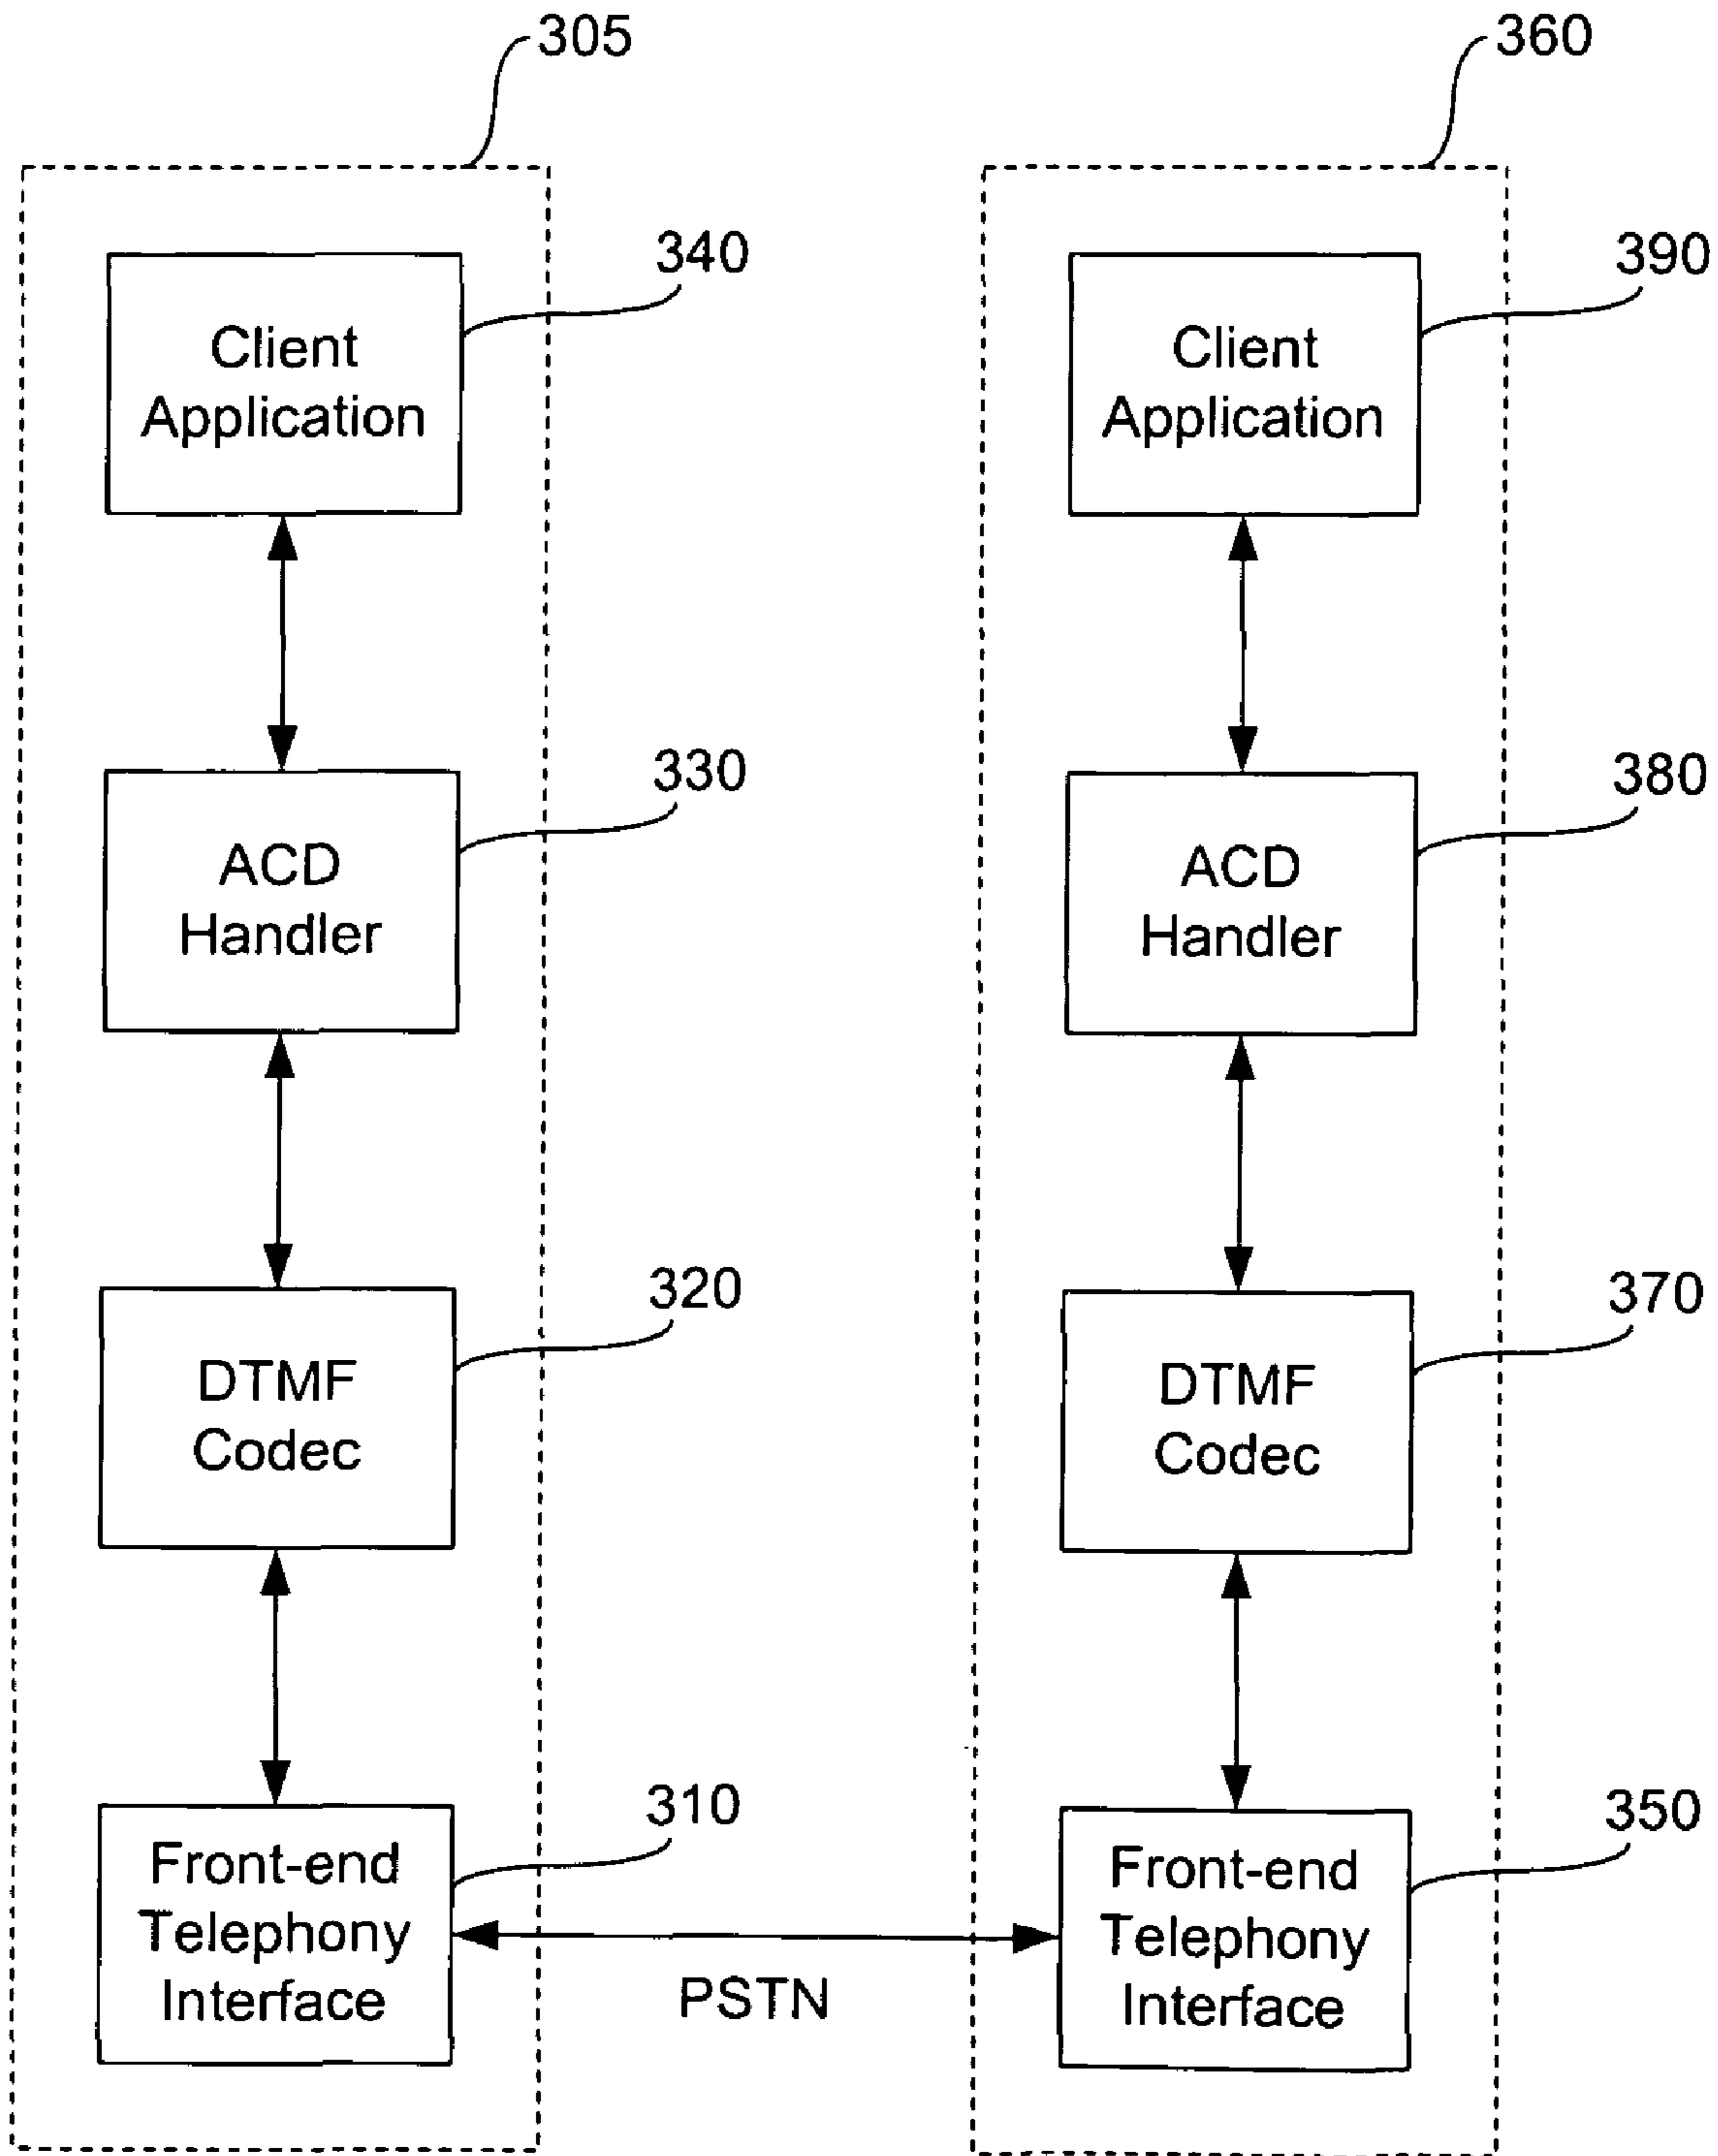 305
360
340
390
Client
Application
Client
Application
330
380
ACD
Handler
ACD
Handler
320
370
DTMF
Codec
DTMF
Codec
310
350
Front-end
Telephony
Interface
Front-end
Telephony
Interface
PSTN